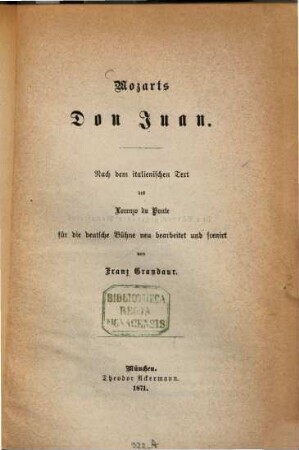 Mozarts
Don Juan.
Nach dem italienischen Text
des
Lorenzo da Ponte
für die deutsche Bühne neu bearbeitet und scenirt
von
Franz Grandaur.
BIBLIOTHECA
REGIA
MONACENSIS
München.
Theodor Ackermann.
1871.